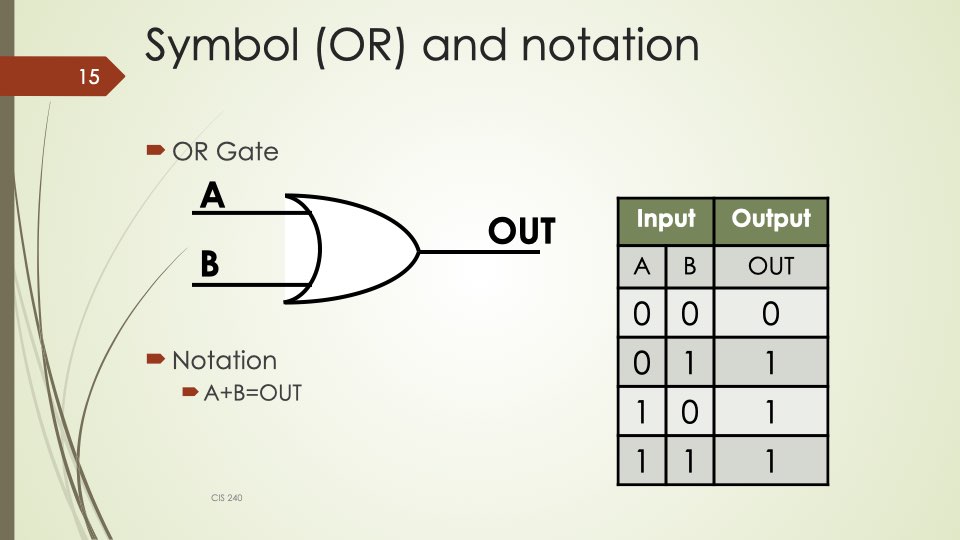 Symbol (OR) and notation
15
OR Gate
A
B
OUT
Input Output
A B OUT
0 0 0
0 1 1
1 0 1
1 1 1
Notation
A+B=OUT
CIS 240